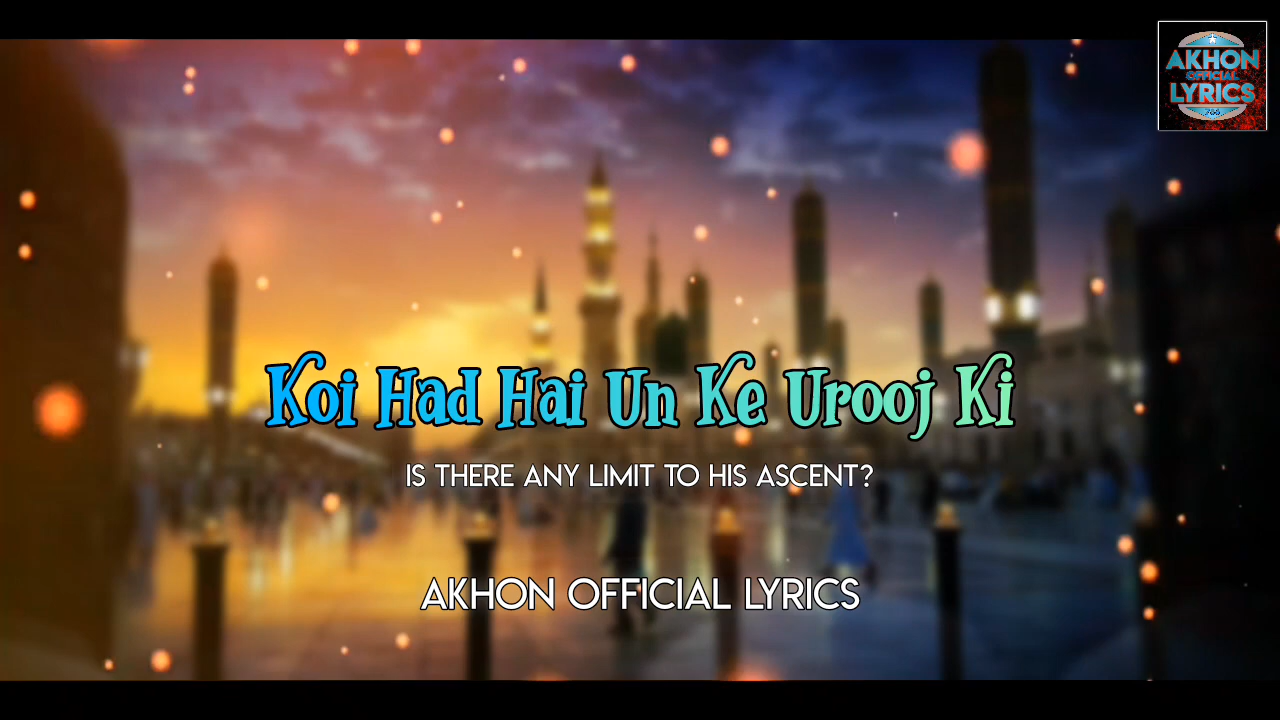 AKHON
OFFICIAL
LYRICS
Koi Had Hai Un Ke Urooj Ki
IS THERE ANY LIMIT TO HIS ASCENT?
AKHON OFFICIAL LYRICS